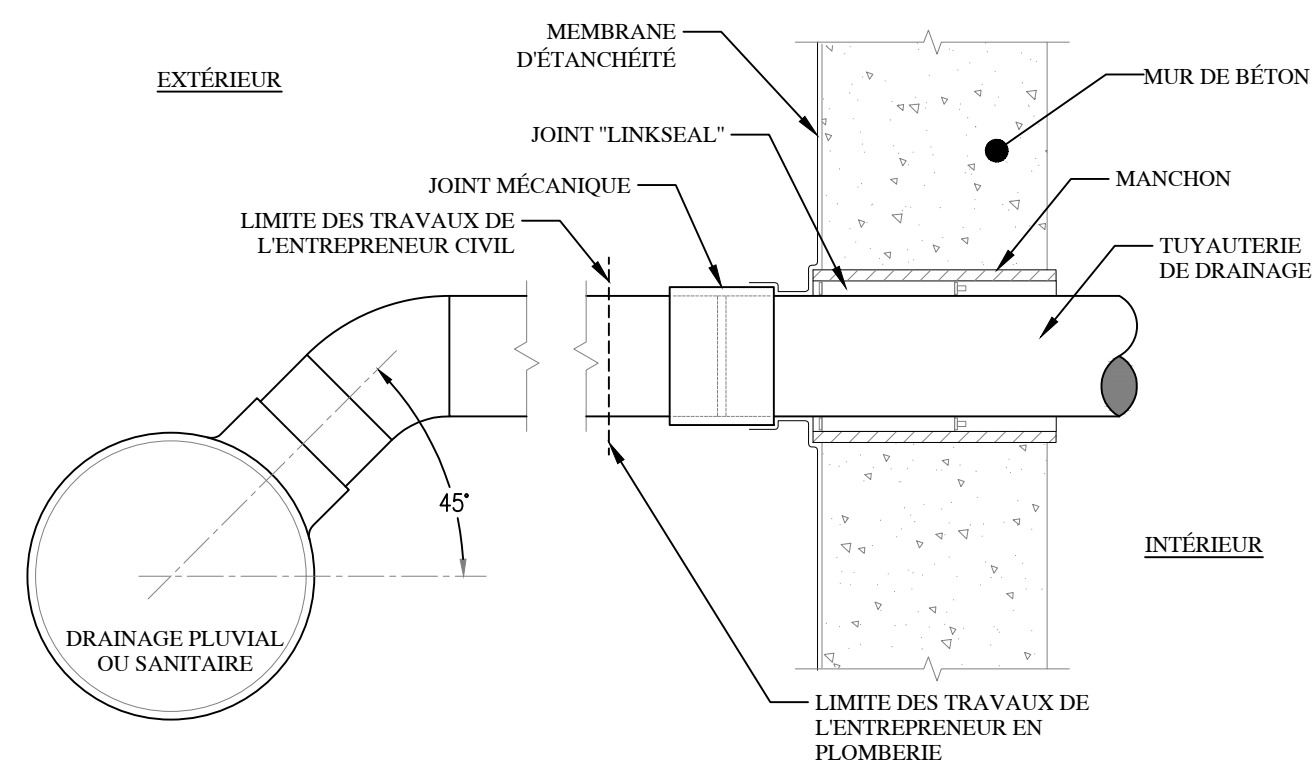 MEMBRANE
D'ÉTANCHÉITÉ
EXTÉRIEUR
MUR DE BÉTON
JOINT "LINKSEAL"
JOINT MÉCANIQUE
MANCHON
LIMITE DES TRAVAUX DE
L'ENTREPRENEUR CIVIL
TUYAUTERIE
DE DRAINAGE
45°
INTÉRIEUR
DRAINAGE PLUVIAL
OU SANITAIRE
LIMITE DES TRAVAUX DE
L'ENTREPRENEUR EN
PLOMBERIE